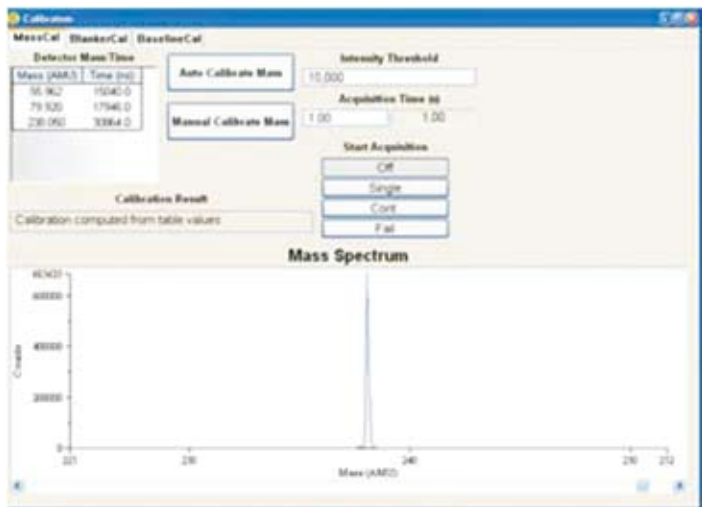 Calibration
MassCal BlankerCal BaselineCal
Detector Mass/Time
Mass (AMU) Time (ns)
55.962 15040.0
79.920 17946.0
238.050 30864.0
Auto Calibrate Mass
Manual Calibrate Mass
Intensity Threshold
10,000
Acquisition Time (s)
1.00 1.00
Start Acquisition
Off
Single
Cont
Fail
Calibration Result
Calibration computed from table values
Mass Spectrum
600000
400000
200000
0
Counts
230 240
Mass (AMU)